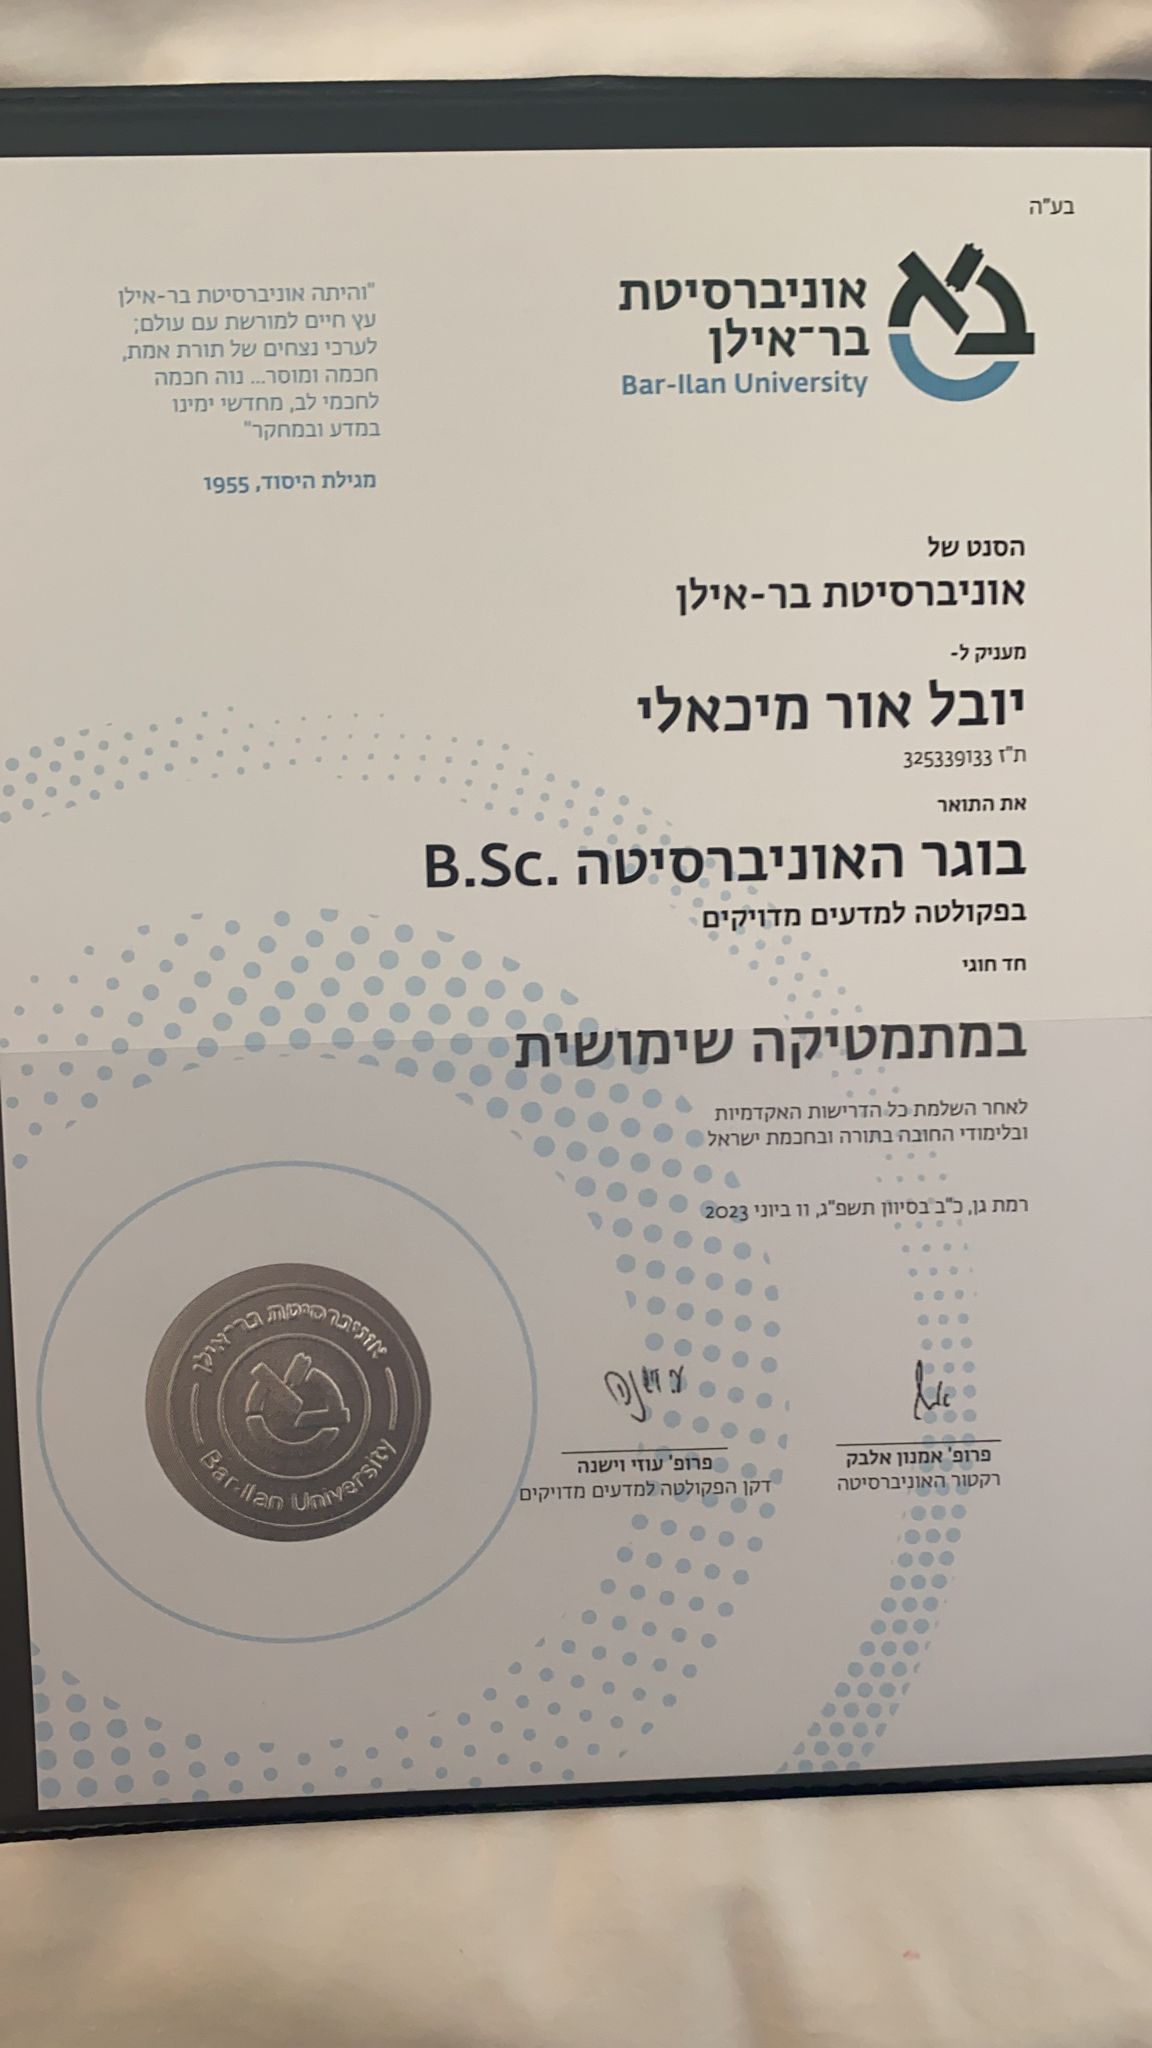 בע"ה
אוניברסיטת
בר־אילן
Bar-Ilan University
"והיתה אוניברסיטת בר-אילן
עץ חיים למורשת עם עולם;
לערכי נצחים של תורת אמת,
חכמה ומוסר... נוה חכמה
לחכמי לב, מחדשי ימינו
במדע ובמחקר"
מגילת היסוד, 1955
הסנט של
אוניברסיטת בר-אילן
מעניק ל-
יובל אור מיכאלי
ת"ז 325339133
את התואר
בוגר האוניברסיטה B.Sc.
בפקולטה למדעים מדויקים
חד חוגי
במתמטיקה שימושית
לאחר השלמת כל הדרישות האקדמיות
ובלימודי החובה בתורה ובחכמת ישראל
רמת גן, כ"ב בסיוון תשפ"ג, 11 ביוני 2023
פרופ' אמנון אלבק
רקטור האוניברסיטה
פרופ' עוזי וישנה
דקן הפקולטה למדעים מדויקים
אוניברסיטת בר-אילן
Bar-Ilan University